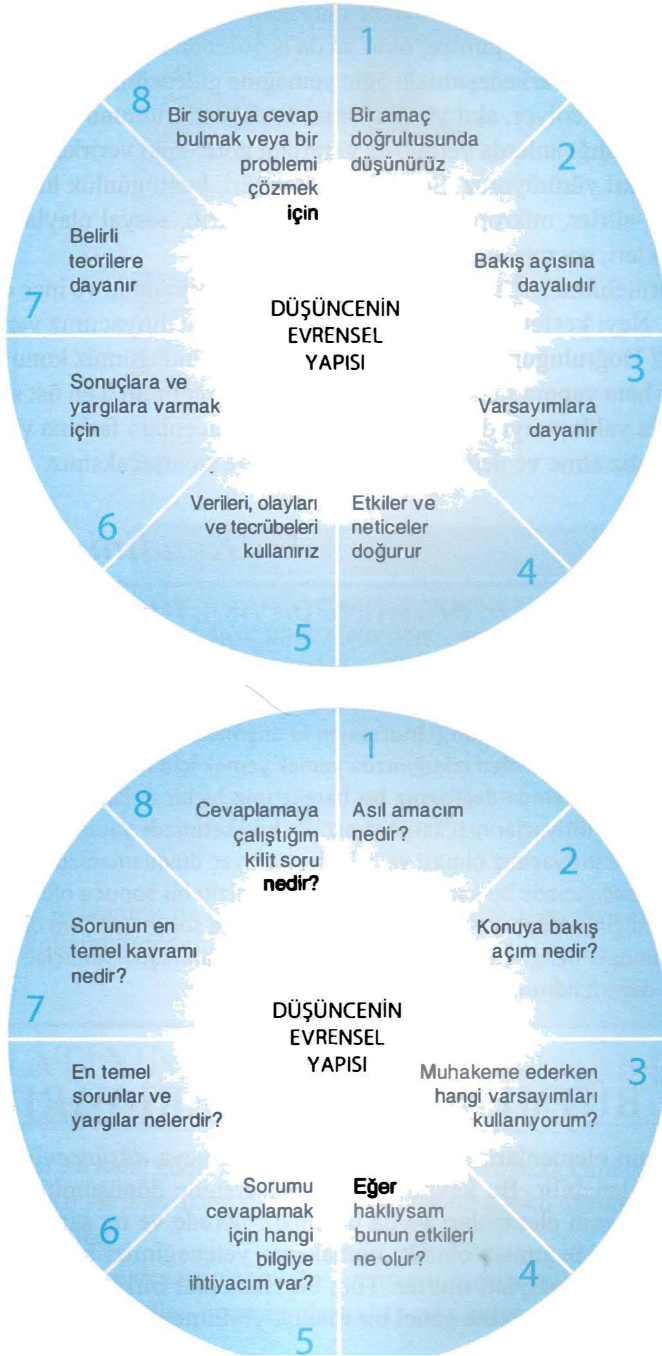 1
Bir amaç
doğrultusunda
düşünürüz
2
Bakış açısına
dayalıdır
3
Varsayımlara
dayanır
4
Etkiler ve
neticeler
doğurur
5
Verileri, olayları
ve tecrübeleri
kullanırız
6
Sonuçlara ve
yargılara varmak
için
7
Belirli
teorilere
dayanır
8
Bir soruya cevap
bulmak veya bir
problemi
çözmek
için
DÜŞÜNCENİN
EVRENSEL
YAPISI
1
Asıl amacım
nedir?
2
Konuya bakış
açım nedir?
3
Muhakeme ederken
hangi varsayımları
kullanıyorum?
4
Eğer
haklıysam
bunun etkileri
ne olur?
5
Sorumu
cevaplamak
için hangi
bilgiye
ihtiyacım var?
6
En temel
sorunlar ve
yargılar nelerdir?
7
Sorunun en
temel kavramı
nedir?
8
Cevaplamaya
çalıştığım
kilit soru
nedir?
DÜŞÜNCENİN
EVRENSEL
YAPISI